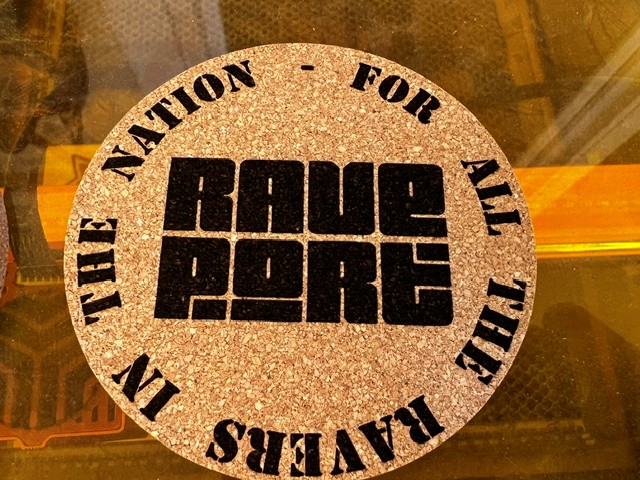 RAVE
PORT
FOR ALL THE RAVERS IN THE NATION -